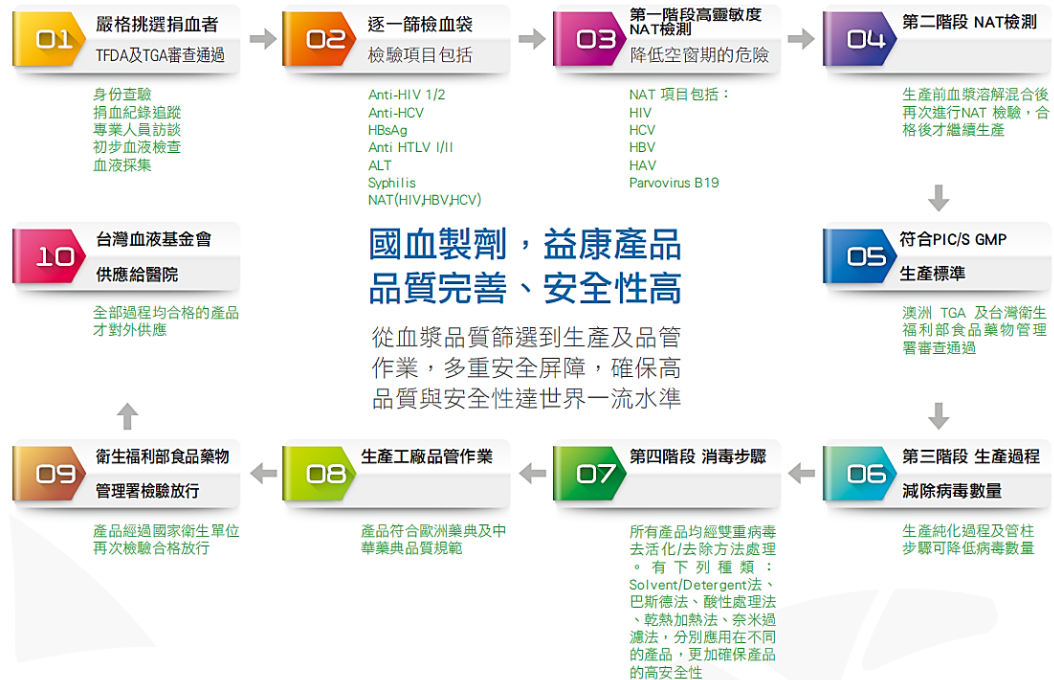 01
嚴格挑選捐血者
TFDA及TGA審查通過
身份查驗
捐血紀錄追蹤
專業人員訪談
初步血液檢查
血液採集
02
逐一篩檢血袋
檢驗項目包括
Anti-HIV 1/2
Anti-HCV
HBsAg
Anti HTLV I/II
ALT
Syphilis
NAT(HIV,HBV,HCV)
03
第一階段高靈敏度
NAT檢測
降低空窗期的危險
NAT 項目包括：
HIV
HCV
HBV
HAV
Parvovirus B19
04
第二階段 NAT檢測
生產前血漿溶解混合後
再次進行NAT 檢驗，合
格後才繼續生產
05
符合PIC/S GMP
生產標準
澳洲 TGA 及台灣衛生
福利部食品藥物管理
署審查通過
06
第三階段 生產過程
減除病毒數量
生產純化過程及管柱
步驟可降低病毒數量
07
第四階段 消毒步驟
所有產品均經雙重病毒
去活化/去除方法處理
。有下列種類：
Solvent/Detergent法、
巴斯德法、酸性處理法
、乾熱加熱法、奈米過
濾法，分別應用在不同
的產品，更加確保產品
的高安全性
08
生產工廠品管作業
產品符合歐洲藥典及中
華藥典品質規範
09
衛生福利部食品藥物
管理署檢驗放行
產品經過國家衛生單位
再次檢驗合格放行
10
台灣血液基金會
供應給醫院
全部過程均合格的產品
才對外供應
國血製劑，益康產品
品質完善、安全性高
從血漿品質篩選到生產及品管
作業，多重安全屏障，確保高
品質與安全性達世界一流水準